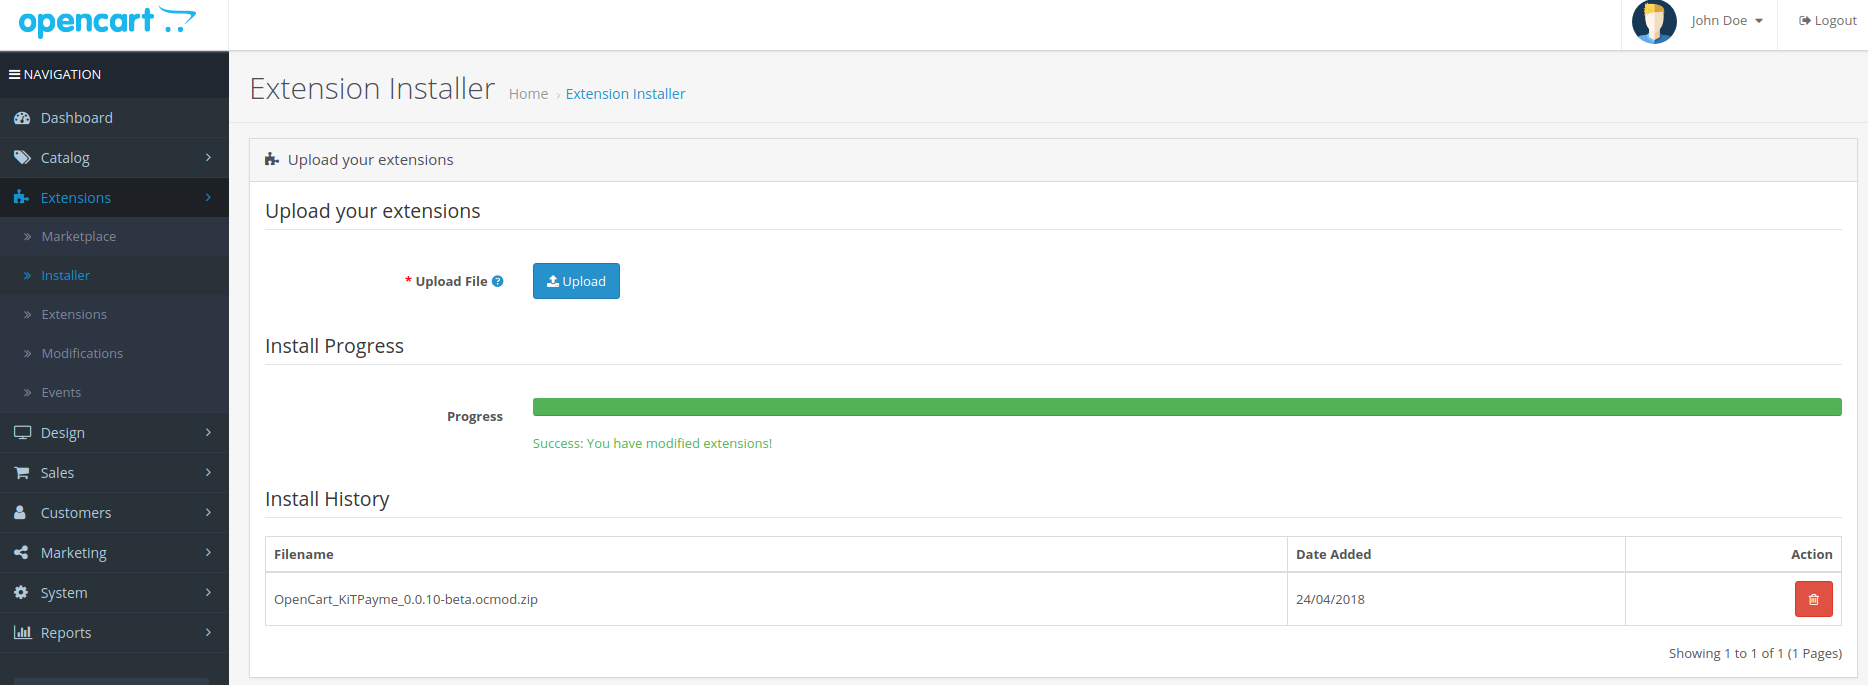 opencart
John Doe
Logout
NAVIGATION
Dashboard
Catalog
Extensions
Marketplace
Installer
Extensions
Modifications
Events
Design
Sales
Customers
Marketing
System
Reports
Extension Installer
Home › Extension Installer
Upload your extensions
Upload your extensions
* Upload File ?
Upload
Install Progress
Progress
Success: You have modified extensions!
Install History
Filename Date Added Action
OpenCart_KiTPayme_0.0.10-beta.ocmod.zip 24/04/2018
Showing 1 to 1 of 1 (1 Pages)